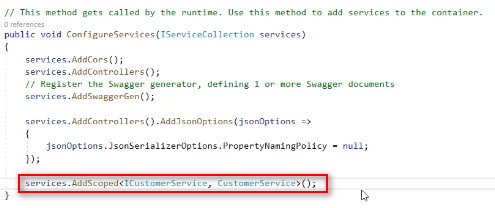 // This method gets called by the runtime. Use this method to add services to the container.
0 references
public void ConfigureServices(IServiceCollection services)
{
services.AddCors();
services.AddControllers();
// Register the Swagger generator, defining 1 or more Swagger documents
services.AddSwaggerGen();
services.AddControllers().AddJsonOptions(jsonOptions =>
{
jsonOptions.JsonSerializerOptions.PropertyNamingPolicy = null;
});
services.AddScoped<ICustomerService, CustomerService>();
}